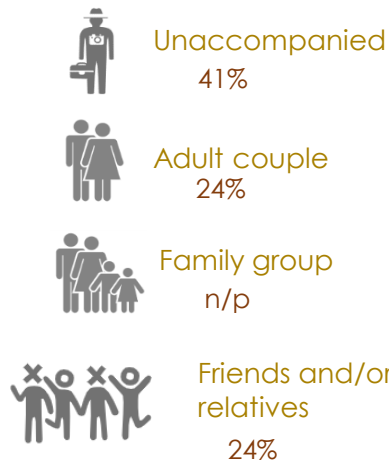 Unaccompanied
41%
Adult couple
24%
Family group
n/p
Friends and/or
relatives
24%